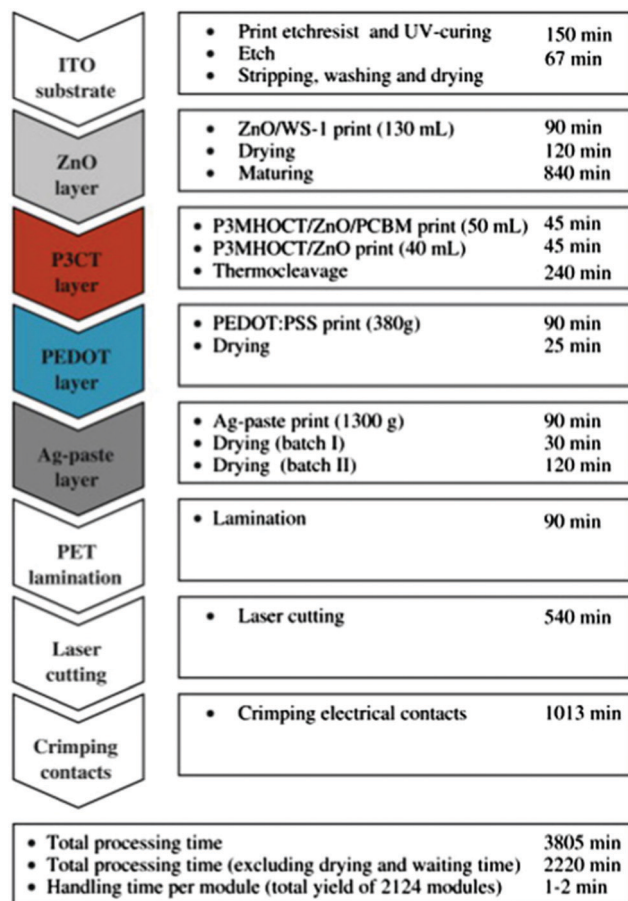 ITO
substrate
• Print etchresist and UV-curing 150 min
• Etch 67 min
• Stripping, washing and drying
ZnO
layer
• ZnO/WS-1 print (130 mL) 90 min
• Drying 120 min
• Maturing 840 min
P3CT
layer
• P3MHOCT/ZnO/PCBM print (50 mL) 45 min
• P3MHOCT/ZnO print (40 mL) 45 min
• Thermocleavage 240 min
PEDOT
layer
• PEDOT:PSS print (380g) 90 min
• Drying 25 min
Ag-paste
layer
• Ag-paste print (1300 g) 90 min
• Drying (batch I) 30 min
• Drying (batch II) 120 min
PET
lamination
• Lamination 90 min
Laser
cutting
• Laser cutting 540 min
Crimping
contacts
• Crimping electrical contacts 1013 min
• Total processing time 3805 min
• Total processing time (excluding drying and waiting time) 2220 min
• Handling time per module (total yield of 2124 modules) 1-2 min